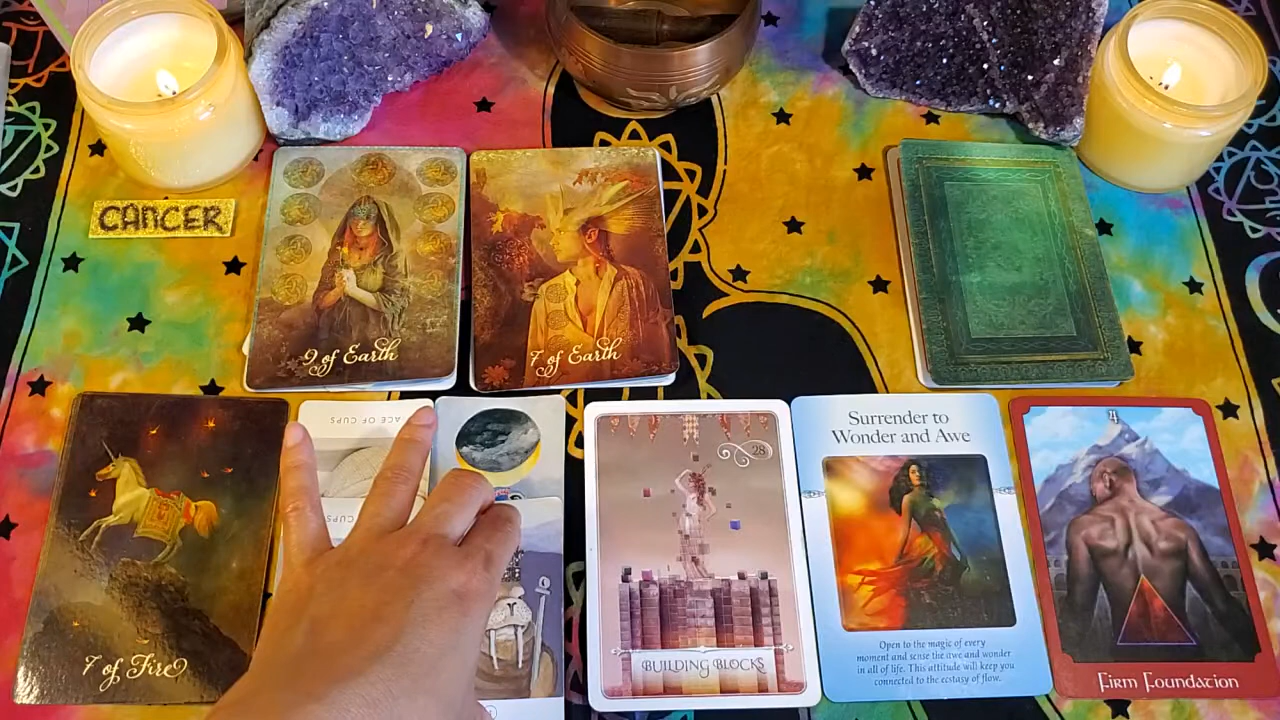 CANCER
9 of Earth
7 of Earth
7 of Fire
ACE OF CUPS
CUPS
28
BUILDING BLOCKS
Surrender to
Wonder and Awe
Open to the magic of every
moment and sense the awe and wonder
in all of life. This attitude will keep you
connected to the ecstasy of flow.
4
Firm Foundation